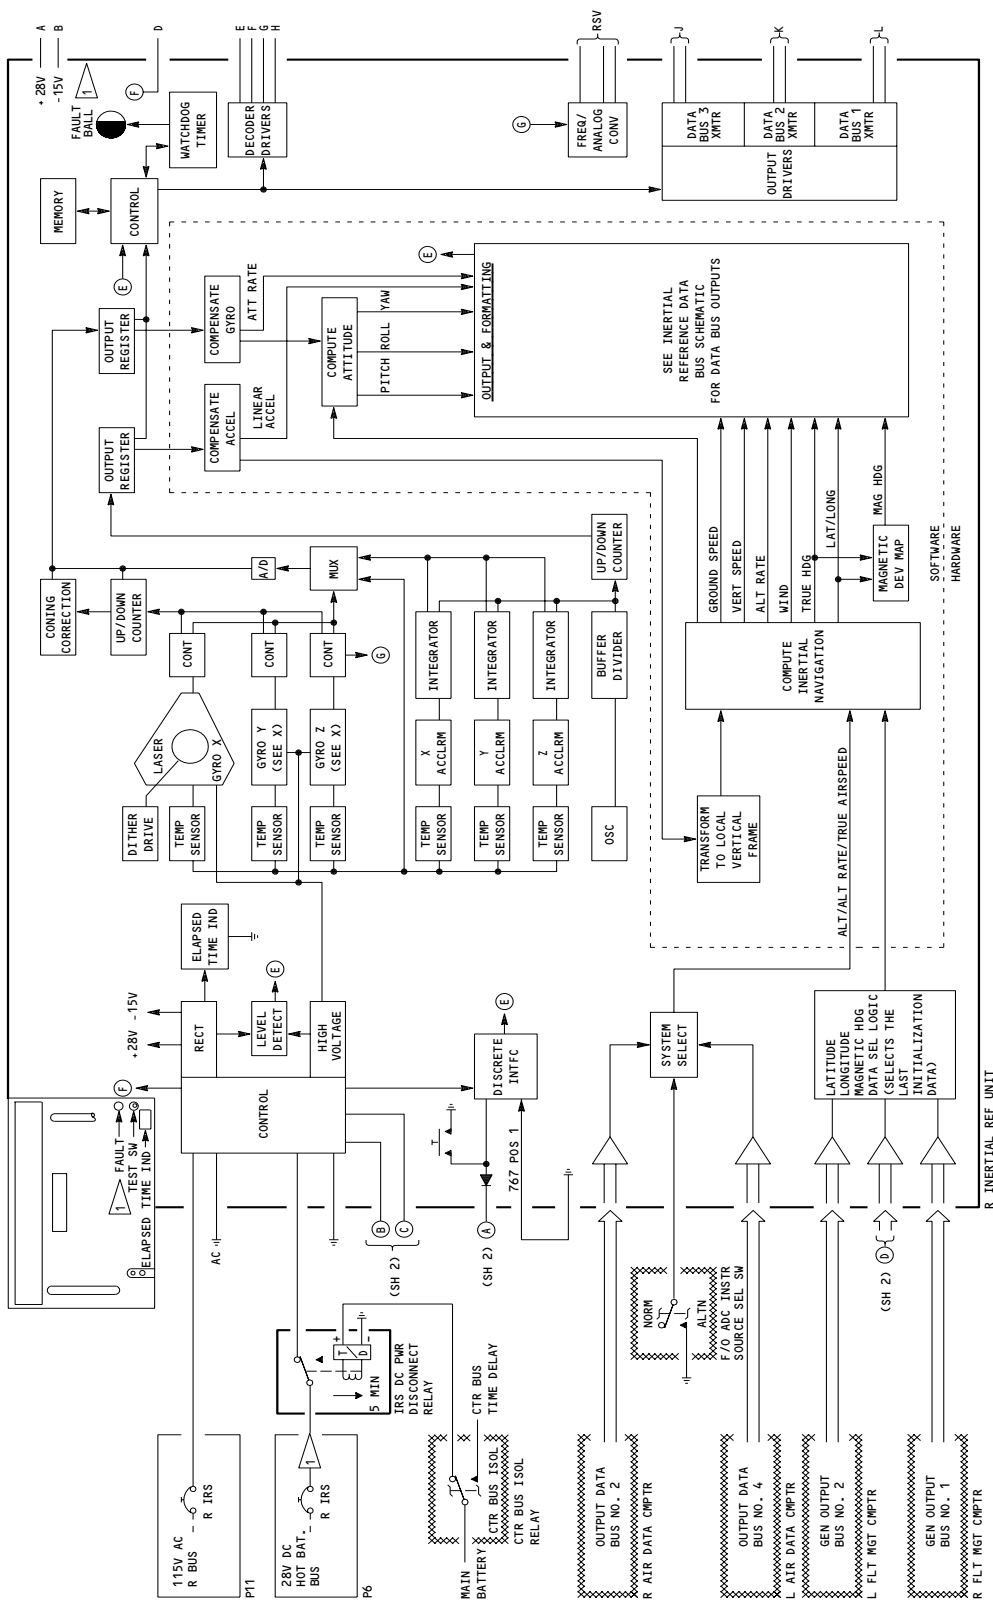 115V AC
R BUS
R IRS
P11
28V DC
HOT BAT.
BUS
R IRS
1
P6
MAIN
BATTERY
CTR BUS ISOL
CTR BUS ISOL
RELAY
CTR BUS
TIME DELAY
5 MIN
IRS DC PWR
DISCONNECT
RELAY
T
D
+
-
OUTPUT DATA
BUS NO. 2
R AIR DATA CMPTR
OUTPUT DATA
BUS NO. 4
L AIR DATA CMPTR
GEN OUTPUT
BUS NO. 2
L FLT MGT CMPTR
GEN OUTPUT
BUS NO. 1
R FLT MGT CMPTR
NORM
ALTN
F/O ADC INSTR
SOURCE SEL SW
1
FAULT
TEST SW
ELAPSED TIME IND
AC
B
C
(SH 2)
A
(SH 2)
D
(SH 2)
T
767 POS 1
F
+28V
-15V
CONTROL
RECT
HIGH
VOLTAGE
LEVEL
DETECT
E
ELAPSED
TIME IND
DISCRETE
INTFC
E
SYSTEM
SELECT
LATITUDE
LONGITUDE
MAGNETIC HDG
DATA SEL LOGIC
(SELECTS THE
LAST
INITIALIZATION
DATA)
R INERTIAL REF UNIT
DITHER
DRIVE
LASER
GYRO X
TEMP
SENSOR
TEMP
SENSOR
TEMP
SENSOR
GYRO Y
(SEE X)
GYRO Z
(SEE X)
CONT
CONT
CONT
G
TEMP
SENSOR
TEMP
SENSOR
TEMP
SENSOR
X
ACCLRM
Y
ACCLRM
Z
ACCLRM
INTEGRATOR
INTEGRATOR
INTEGRATOR
OSC
BUFFER
DIVIDER
UP/DOWN
COUNTER
CONING
CORRECTION
UP/DOWN
COUNTER
A/D
MUX
OUTPUT
REGISTER
OUTPUT
REGISTER
TRANSFORM
TO LOCAL
VERTICAL
FRAME
ALT/ALT RATE/TRUE AIRSPEED
COMPUTE
INERTIAL
NAVIGATION
GROUND SPEED
VERT SPEED
ALT RATE
WIND
TRUE HDG
LAT/LONG
MAG HDG
MAGNETIC
DEV MAP
SOFTWARE
HARDWARE
COMPENSATE
ACCEL
COMPENSATE
GYRO
LINEAR
ACCEL
ATT RATE
COMPUTE
ATTITUDE
PITCH
ROLL
YAW
OUTPUT & FORMATTING
E
SEE INERTIAL
REFERENCE DATA
BUS SCHEMATIC
FOR DATA BUS OUTPUTS
MEMORY
CONTROL
E
FAULT
BALL
1
WATCHDOG
TIMER
DECODER
DRIVERS
F
+28V
-15V
A
B
D
E
F
G
H
G
FREQ/
ANALOG
CONV
RSV
OUTPUT
DRIVERS
DATA
BUS 3
XMTR
DATA
BUS 2
XMTR
DATA
BUS 1
XMTR
J
K
L